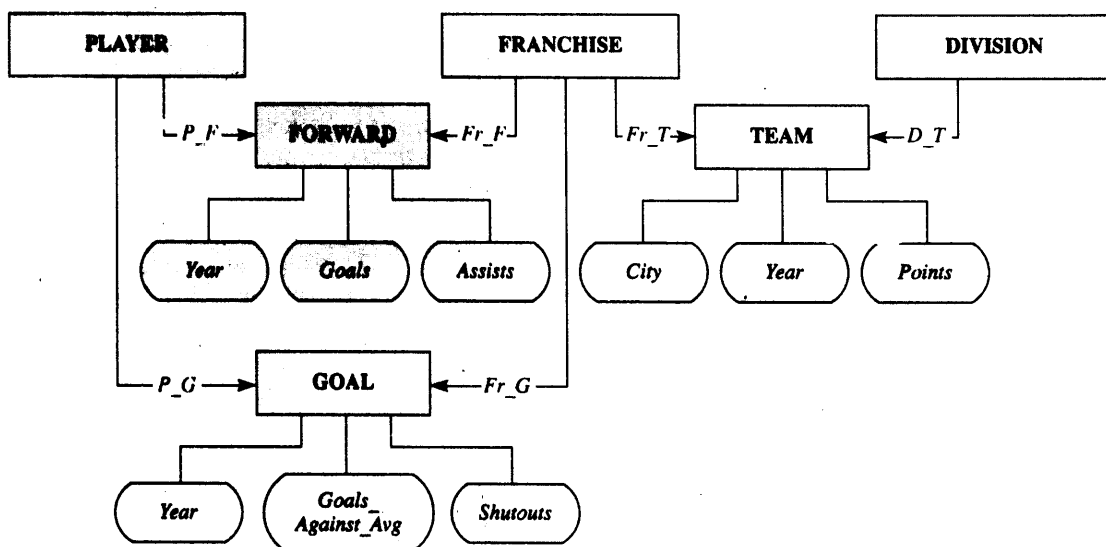 PLAYER
FRANCHISE
DIVISION
P_F
FORWARD
Fr_F
Fr_T
TEAM
D_T
Year
Goals
Assists
City
Year
Points
P_G
GOAL
Fr_G
Year
Goals_
Against_Avg
Shutouts